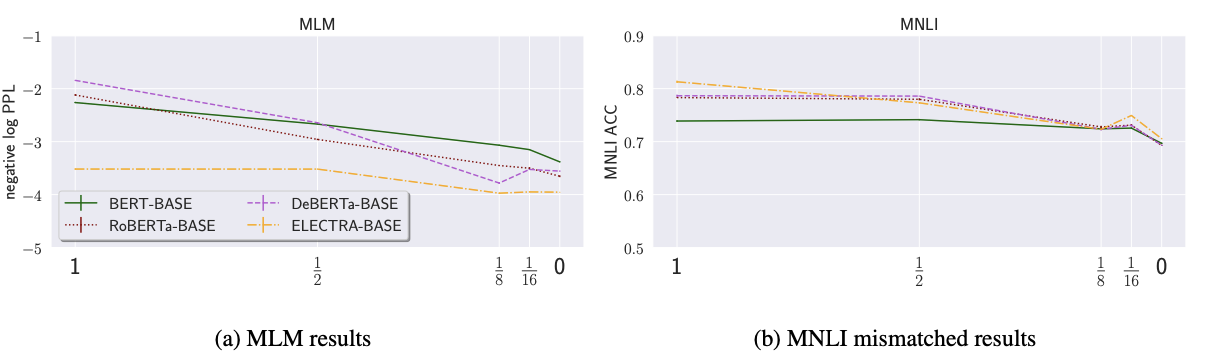 MLM
negative log PPL
−1
−2
−3
−4
−5
BERT-BASE
RoBERTa-BASE
DeBERTa-BASE
ELECTRA-BASE
1
1/2
1/8
1/16
0
(a) MLM results
MNLI
MNLI ACC
0.9
0.8
0.7
0.6
0.5
1
1/2
1/8
1/16
0
(b) MNLI mismatched results